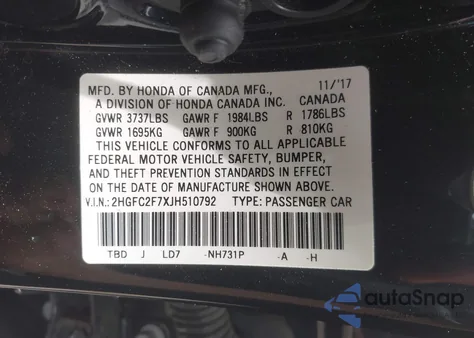 MFD. BY HONDA OF CANADA MFG., 11/'17
A DIVISION OF HONDA CANADA INC. CANADA
GVWR 3737LBS GAWR F 1984LBS R 1786LBS
GVWR 1695KG GAWR F 900KG R 810KG
THIS VEHICLE CONFORMS TO ALL APPLICABLE
FEDERAL MOTOR VEHICLE SAFETY, BUMPER,
AND THEFT PREVENTION STANDARDS IN EFFECT
ON THE DATE OF MANUFACTURE SHOWN ABOVE.
V.I.N.: 2HGFC2F7XJH510792 TYPE: PASSENGER CAR
TBD J LD7 -NH731P -A -H
autoSnap